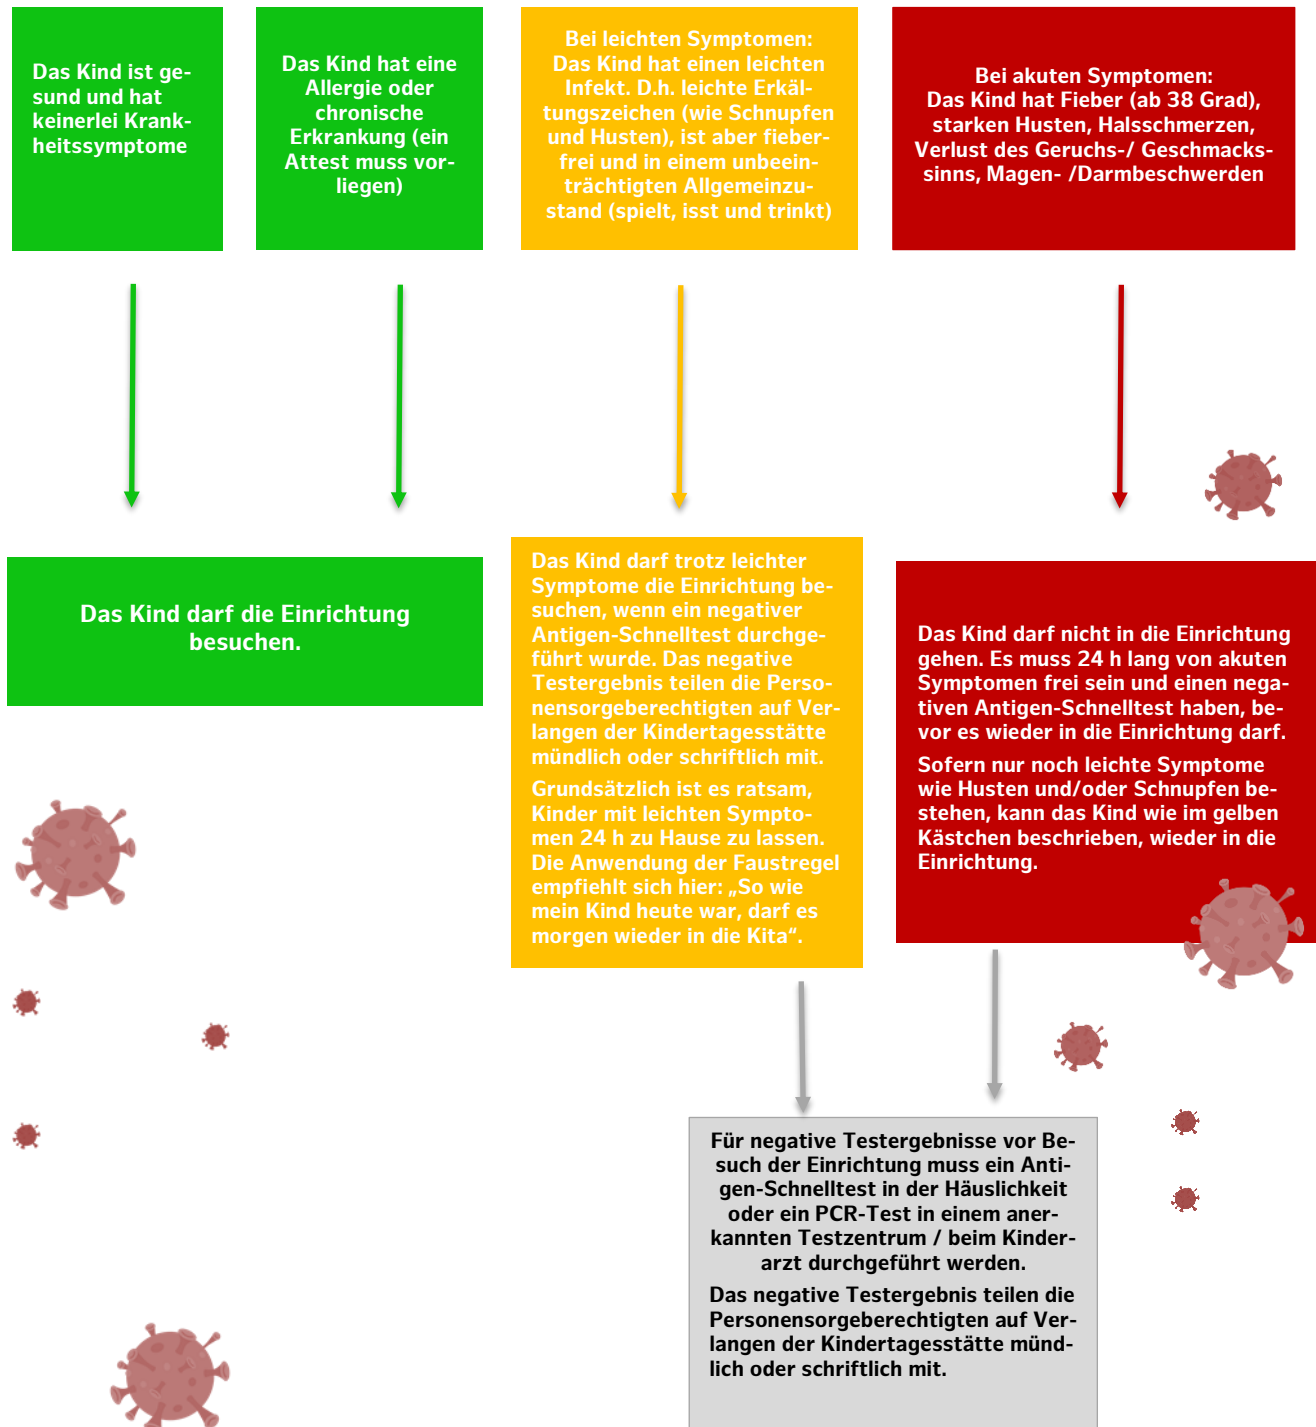 Das Kind ist ge-
sund und hat
keinerlei Krank-
heitssymptome
Das Kind hat eine
Allergie oder
chronische
Erkrankung (ein
Attest muss vor-
liegen)
Bei leichten Symptomen:
Das Kind hat einen leichten
Infekt. D.h. leichte Erkäl-
tungszeichen (wie Schnupfen
und Husten), ist aber fieber-
frei und in einem unbeein-
trächtigten Allgemeinzu-
stand (spielt, isst und trinkt)
Bei akuten Symptomen:
Das Kind hat Fieber (ab 38 Grad),
starken Husten, Halsschmerzen,
Verlust des Geruchs-/ Geschmacks-
sinns, Magen- /Darmbeschwerden
Das Kind darf die Einrichtung
besuchen.
Das Kind darf trotz leichter
Symptome die Einrichtung be-
suchen, wenn ein negativer
Antigen-Schnelltest durchge-
führt wurde. Das negative
Testergebnis teilen die Perso-
nensorgeberechtigten auf Ver-
langen der Kindertagesstätte
mündlich oder schriftlich mit.
Grundsätzlich ist es ratsam,
Kinder mit leichten Sympto-
men 24 h zu Hause zu lassen.
Die Anwendung der Faustregel
empfiehlt sich hier: „So wie
mein Kind heute war, darf es
morgen wieder in die Kita“.
Das Kind darf nicht in die Einrichtung
gehen. Es muss 24 h lang von akuten
Symptomen frei sein und einen nega-
tiven Antigen-Schnelltest haben, be-
vor es wieder in die Einrichtung darf.
Sofern nur noch leichte Symptome
wie Husten und/oder Schnupfen be-
stehen, kann das Kind wie im gelben
Kästchen beschrieben, wieder in die
Einrichtung.
Für negative Testergebnisse vor Be-
such der Einrichtung muss ein Anti-
gen-Schnelltest in der Häuslichkeit
oder ein PCR-Test in einem aner-
kannten Testzentrum / beim Kinder-
arzt durchgeführt werden.
Das negative Testergebnis teilen die
Personensorgeberechtigten auf Ver-
langen der Kindertagesstätte münd-
lich oder schriftlich mit.